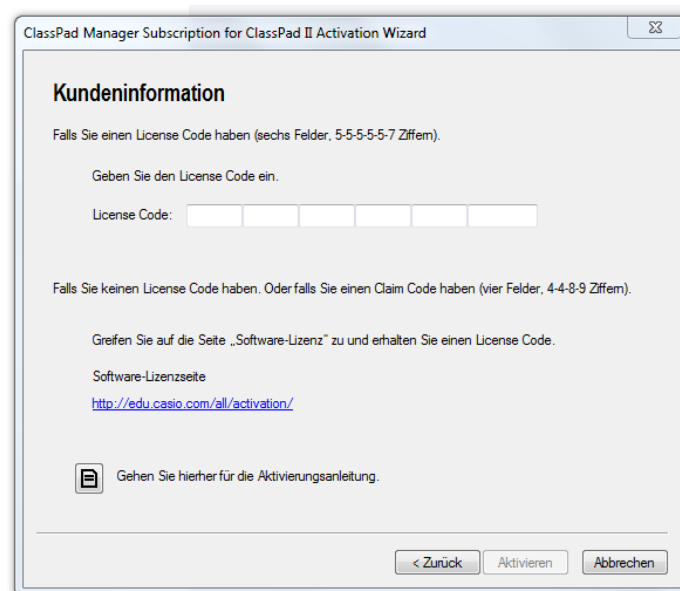 ClassPad Manager Subscription for ClassPad II Activation Wizard
Kundeninformation
Falls Sie einen License Code haben (sechs Felder, 5-5-5-5-5-7 Ziffern).
Geben Sie den License Code ein.
License Code:
Falls Sie keinen License Code haben. Oder falls Sie einen Claim Code haben (vier Felder, 4-4-8-9 Ziffern).
Greifen Sie auf die Seite „Software-Lizenz" zu und erhalten Sie einen License Code.
Software-Lizenzseite
http://edu.casio.com/all/activation/
Gehen Sie hierher für die Aktivierungsanleitung.
< Zurück Aktivieren Abbrechen